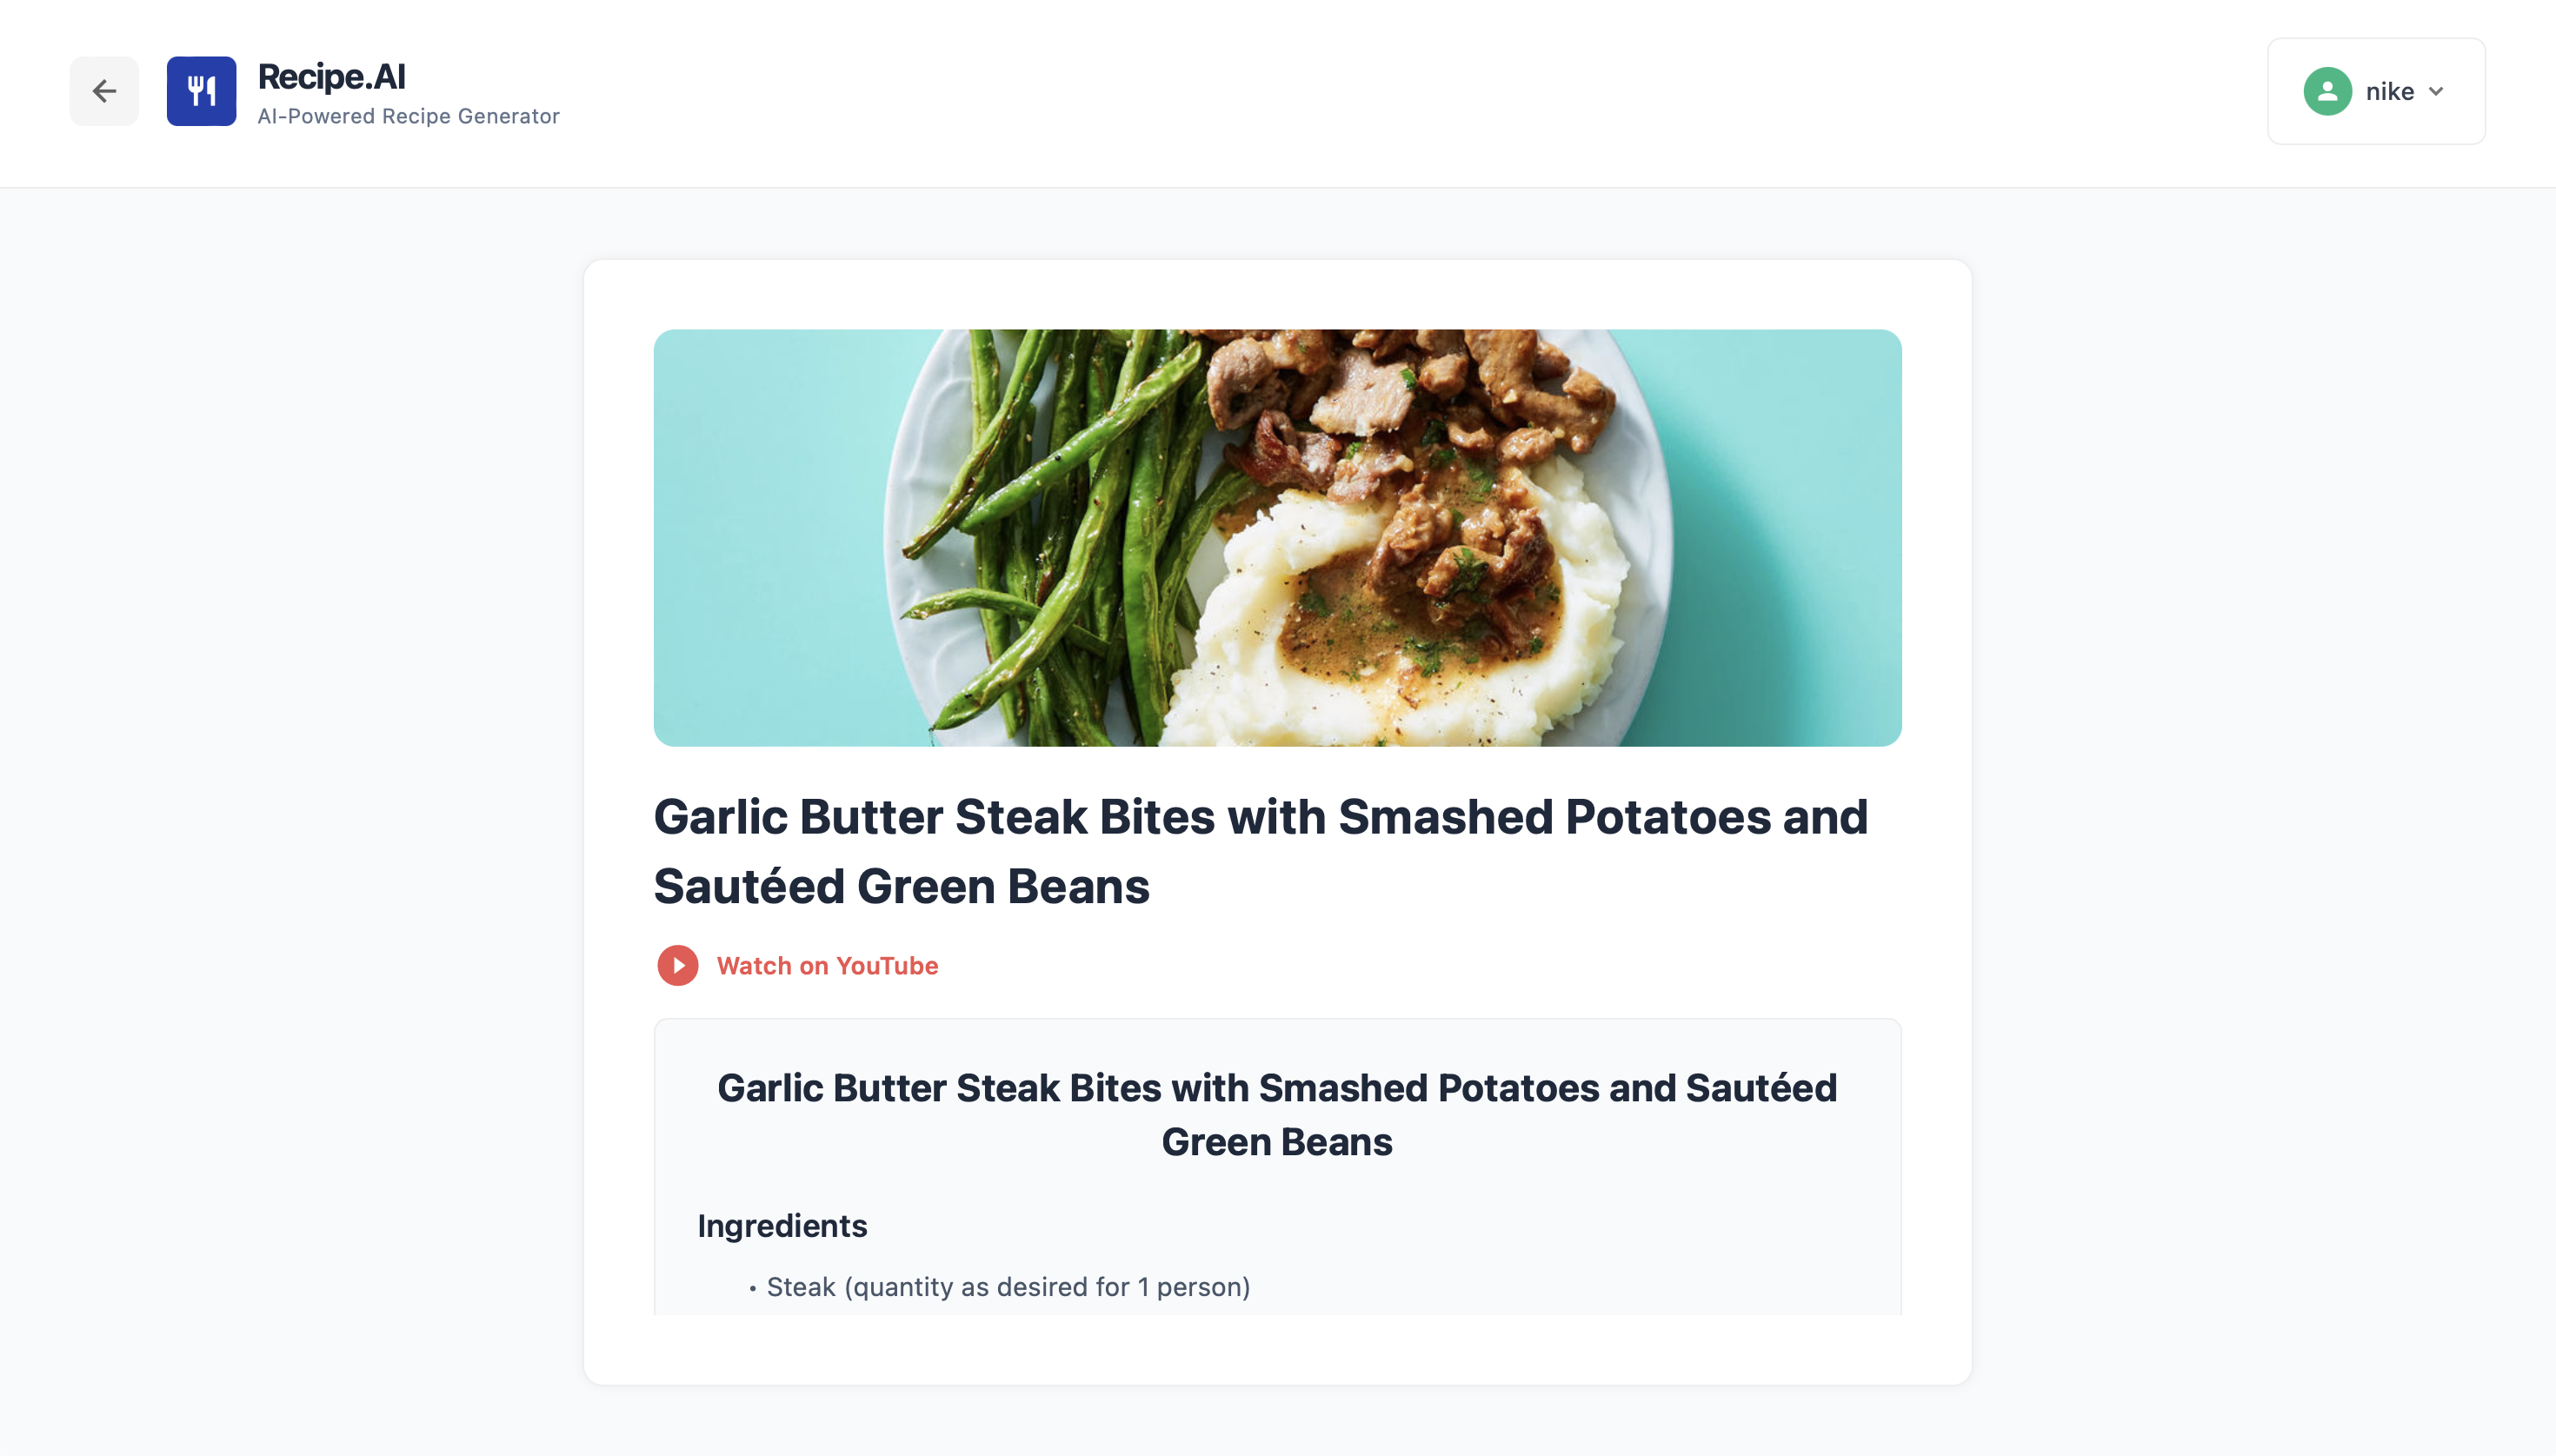 Recipe.AI
AI-Powered Recipe Generator
nike
Garlic Butter Steak Bites with Smashed Potatoes and
Sautéed Green Beans
Watch on YouTube
Garlic Butter Steak Bites with Smashed Potatoes and Sautéed
Green Beans
Ingredients
• Steak (quantity as desired for 1 person)